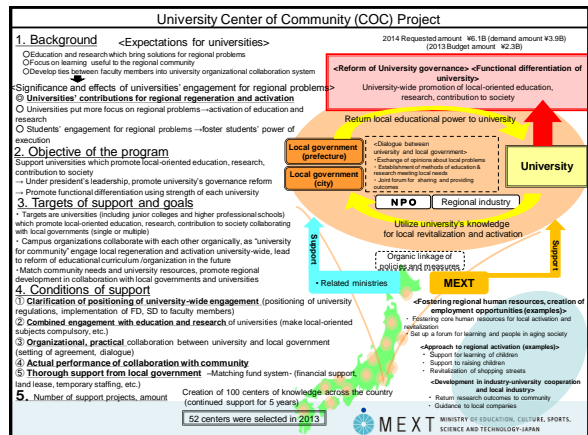 University Center of Community (COC) Project
1. Background
<Expectations for universities>
○Education and research which bring solutions for regional problems
○Focus on learning useful to the regional community
○Develop ties between faculty members into university organizational collaboration system
<Significance and effects of universities' engagement for regional problems>
◎ Universities' contributions for regional regeneration and activation
○ Universities put more focus on regional problems→activation of education and
research
○ Students' engagement for regional problems →foster students' power of
execution
2. Objective of the program
Support universities which promote local-oriented education, research,
contribution to society
→ Under president's leadership, promote university's governance reform
→ Promote functional differentiation using strength of each university
3. Targets of support and goals
・Targets are universities (including junior colleges and higher professional schools)
which promote local-oriented education, research, contribution to society collaborating
with local governments (single or multiple)
・Campus organizations collaborate with each other organically, as "university
for community" engage local regeneration and activation university-wide, lead
to reform of educational curriculum /organization in the future
・Match community needs and university resources, promote regional
development in collaboration with local governments and universities
4. Conditions of support
① Clarification of positioning of university-wide engagement (positioning of university
regulations, implementation of FD, SD to faculty members)
② Combined engagement with education and research of universities (make local-oriented
subjects compulsory, etc.)
③ Organizational, practical collaboration between university and local government
(setting of agreement, dialogue)
④ Actual performance of collaboration with community
⑤ Thorough support from local government –Matching fund system- (financial support,
land lease, temporary staffing, etc.)
5. Number of support projects, amount
Creation of 100 centers of knowledge across the country
(continued support for 5 years)
52 centers were selected in 2013
2014 Requested amount ¥6.1B (demand amount ¥3.9B)
(2013 Budget amount ¥2.3B)
<Reform of University governance> <Functional differentiation of
university>
University-wide promotion of local-oriented education,
research, contribution to society
Return local educational power to university
Local government
(prefecture)
Local government
(city)
<Dialogue between
university and local government>
・Exchange of opinions about local problems
・Establishment of methods of education &
research meeting local needs
・Joint forum for sharing and providing
outcomes
University
NPO
Regional industry
Utilize university's knowledge
for local revitalization and activation
Support
Support
Organic linkage of
policies and measures
・Related ministries
MEXT
<Fostering regional human resources, creation of
employment opportunities (examples)>
・Fostering core human resources for local activation and
revitalization
・Set up a forum for learning and people in aging society
<Approach to regional activation (examples)>
・Support for learning of children
・Support to raising children
・Revitalization of shopping streets
<Development in industry-university cooperation
and local industry>
・Return research outcomes to community
・Guidance to local companies
MEXT
MINISTRY OF EDUCATION, CULTURE, SPORTS,
SCIENCE AND TECHNOLOGY-JAPAN